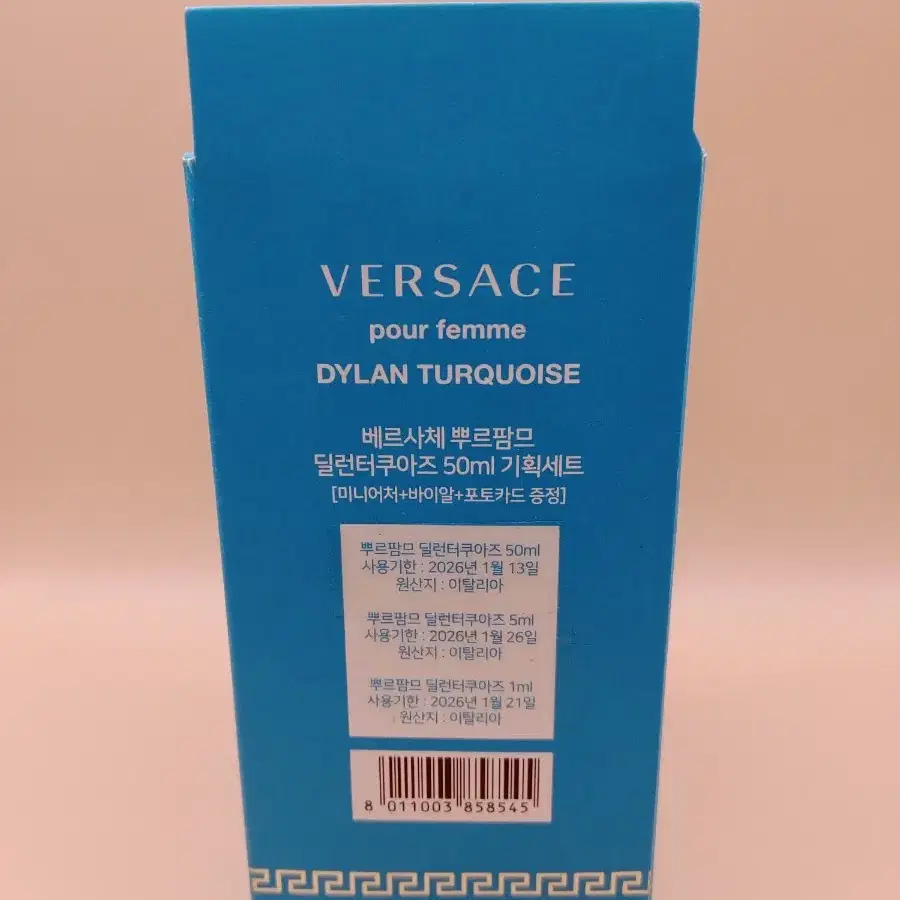 VERSACE
pour femme
DYLAN TURQUOISE
베르사체 뿌르팜므
딜런터쿠아즈 50ml 기획세트
[미니어처+바이알+포토카드 증정]
뿌르팜므 딜런터쿠아즈 50ml
사용기한 : 2026년 1월 13일
원산지 : 이탈리아
뿌르팜므 딜런터쿠아즈 5ml
사용기한 : 2026년 1월 26일
원산지 : 이탈리아
뿌르팜므 딜런터쿠아즈 1ml
사용기한 : 2026년 1월 21일
원산지 : 이탈리아
8 011003 858545